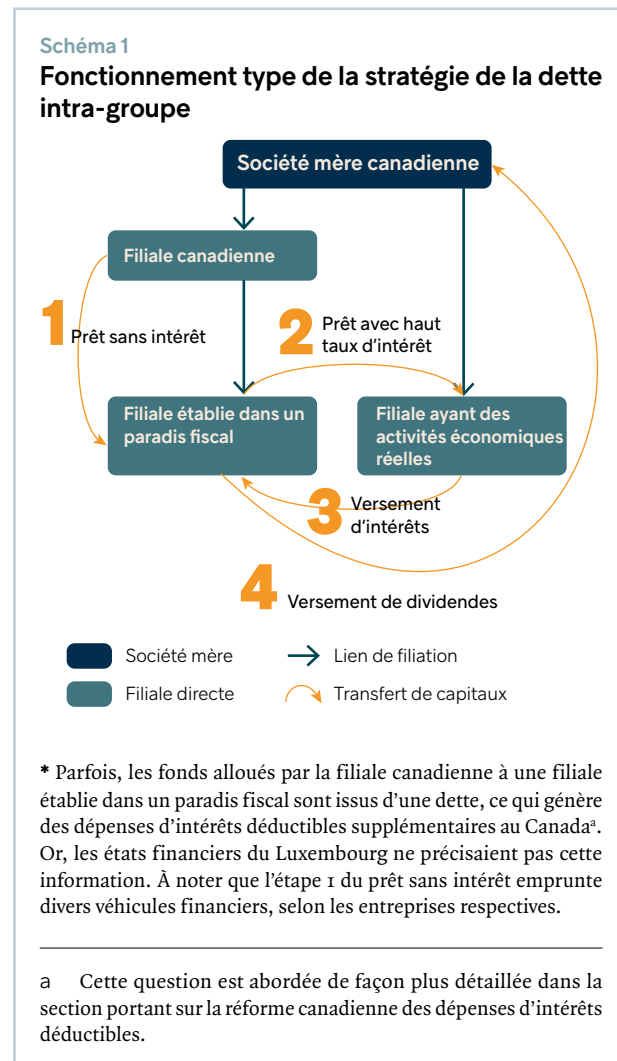 Schéma 1
Fonctionnement type de la stratégie de la dette
intra-groupe
Société mère canadienne
Filiale canadienne
1
Prêt sans intérêt
2
Prêt avec haut
taux d'intérêt
Filiale établie dans un
paradis fiscal
Filiale ayant des
activités économiques
réelles
3
Versement
d'intérêts
4
Versement de dividendes
Société mère
Lien de filiation
Filiale directe
Transfert de capitaux
* Parfois, les fonds alloués par la filiale canadienne à une filiale
établie dans un paradis fiscal sont issus d'une dette, ce qui génère
des dépenses d'intérêts déductibles supplémentaires au Canadaᵃ.
Or, les états financiers du Luxembourg ne précisaient pas cette
information. À noter que l'étape 1 du prêt sans intérêt emprunte
divers véhicules financiers, selon les entreprises respectives.
a Cette question est abordée de façon plus détaillée dans la
section portant sur la réforme canadienne des dépenses d'intérêts
déductibles.